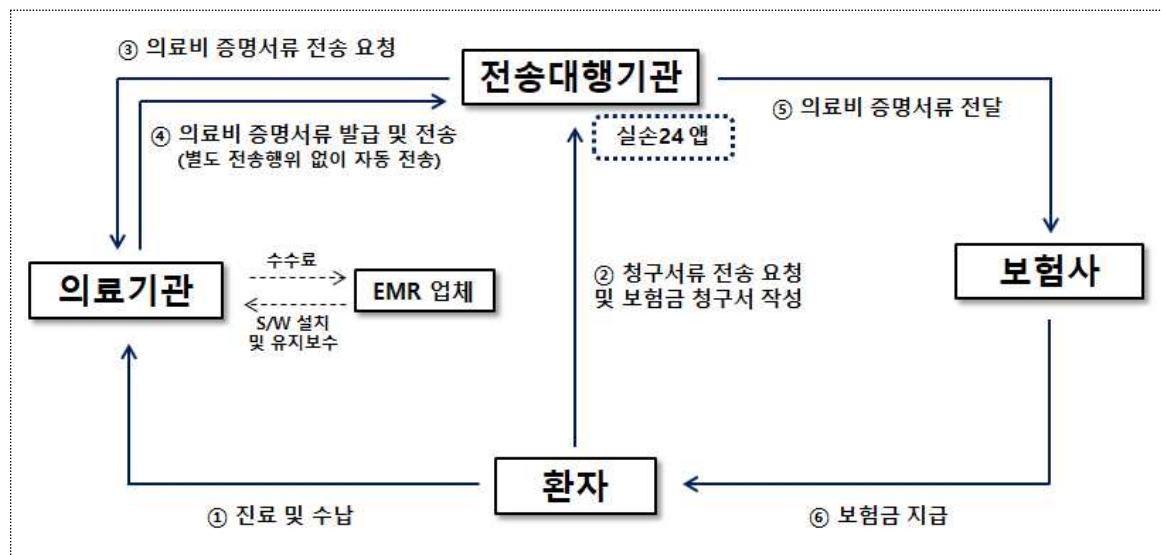 ③ 의료비 증명서류 전송 요청
전송대행기관
⑤ 의료비 증명서류 전달
④ 의료비 증명서류 발급 및 전송
(별도 전송행위 없이 자동 전송)
실손24 앱
의료기관
수수료
EMR 업체
S/W 설치
및 유지보수
② 청구서류 전송 요청
및 보험금 청구서 작성
보험사
환자
① 진료 및 수납
⑥ 보험금 지급